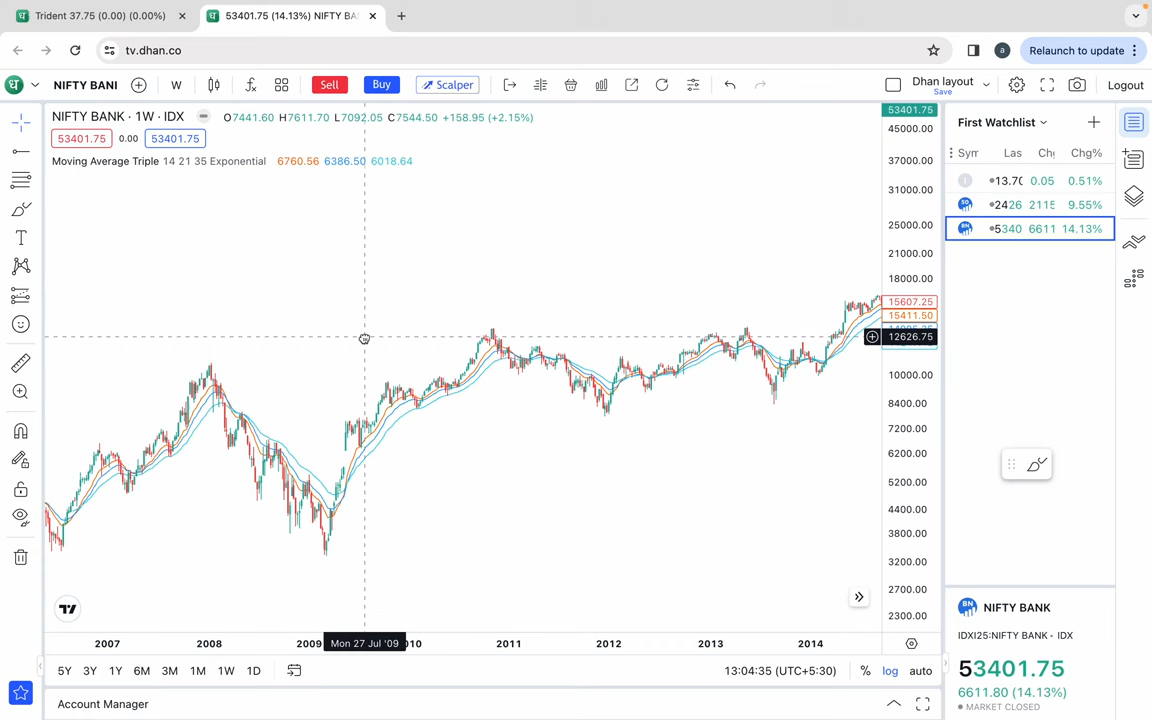 Trident 37.75 (0.00) (0.00%)
53401.75 (14.13%) NIFTY BA
tv.dhan.co
a
Relaunch to update
NIFTY BANI
W
Sell
Buy
Scalper
Dhan layout
Save
Logout
NIFTY BANK · 1W · IDX
O7441.60 H7611.70 L7092.05 C7544.50 +158.95 (+2.15%)
53401.75 0.00 53401.75
Moving Average Triple 14 21 35 Exponential 6760.56 6386.50 6018.64
53401.75
45000.00
37000.00
31000.00
25000.00
21000.00
18000.00
15607.25
15411.50
12626.75
10000.00
8400.00
7200.00
6200.00
5200.00
4400.00
3800.00
3200.00
2700.00
2300.00
2007 2008 2009 Mon 27 Jul '09 010 2011 2012 2013 2014
5Y 3Y 1Y 6M 3M 1M 1W 1D
13:04:35 (UTC+5:30) % log auto
Account Manager
First Watchlist
Sym Las Chg Chg%
13.70 0.05 0.51%
2426 2115 9.55%
5340 6611 14.13%
BN NIFTY BANK
IDXI25:NIFTY BANK • IDX
53401.75
6611.80 (14.13%)
MARKET CLOSED